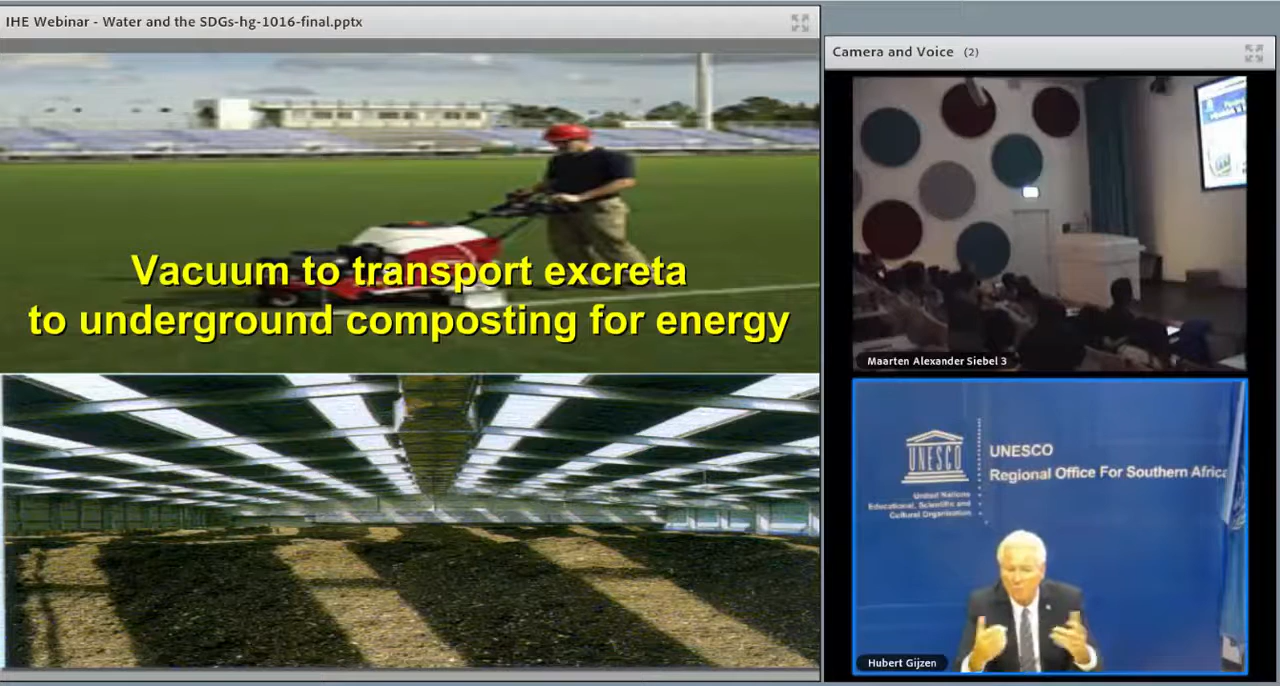 IHE Webinar - Water and the SDGs-hg-1016-final.pptx
Vacuum to transport excreta
to underground composting for energy
Camera and Voice (2)
Maarten Alexander Siebel 3
UNESCO
UNESCO
Regional Office For Southern Africa
United Nations
Educational, Scientific and
Cultural Organization
Hubert Gijzen